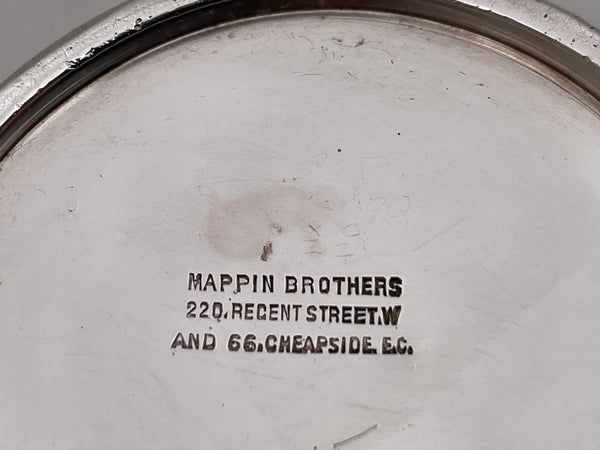 MAPPIN BROTHERS
220.REGENT STREET.W
AND 66.CHEAPSIDE.E.C.